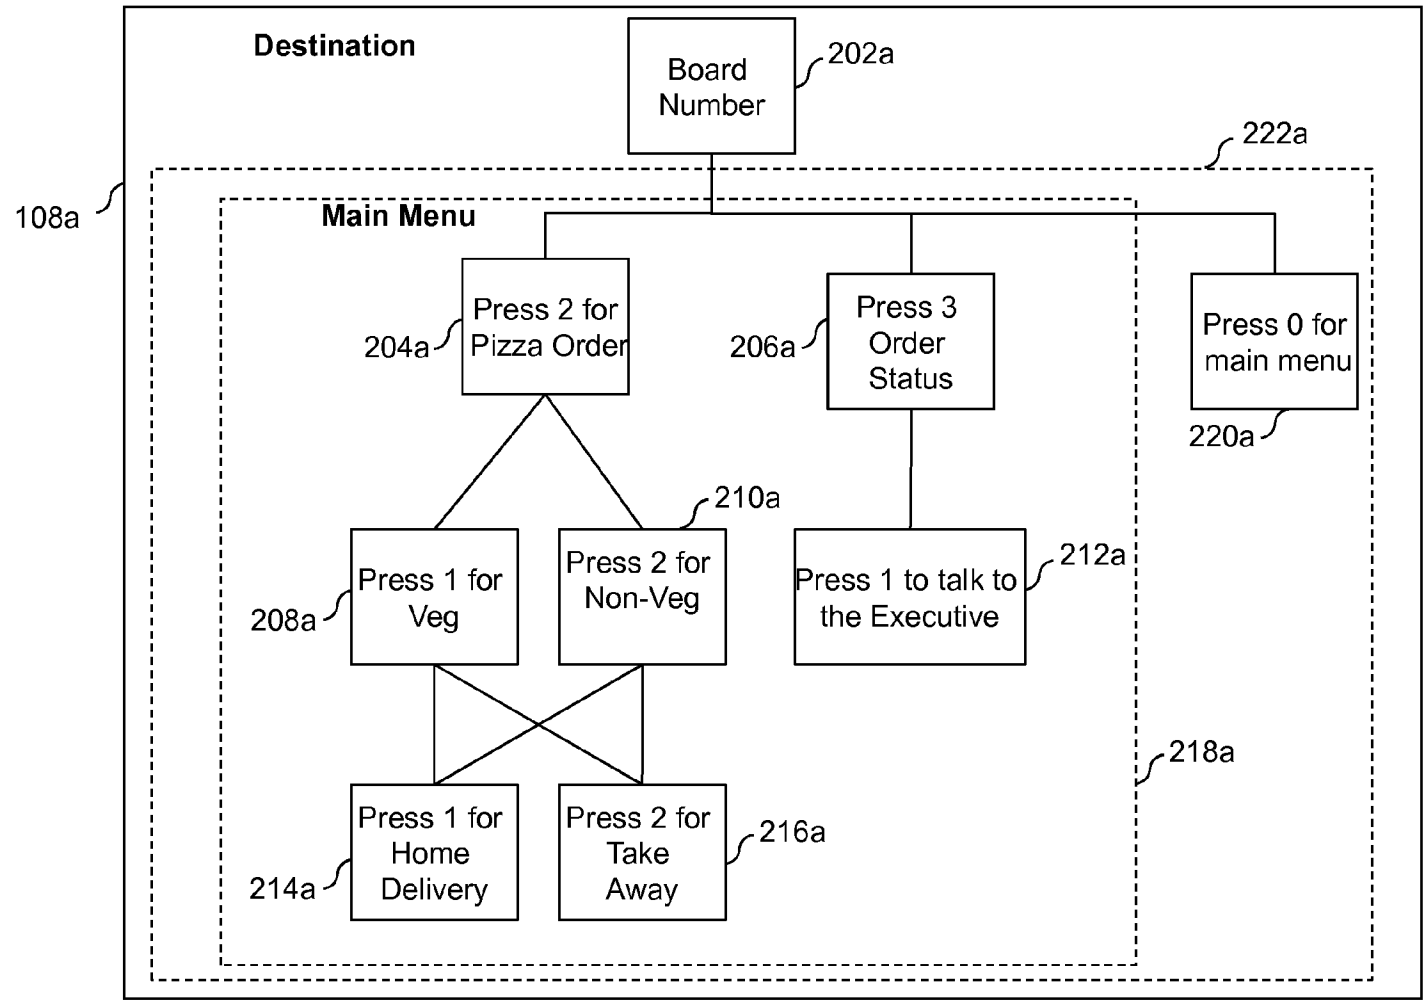 Destination
Board
Number
202a
222a
108a
Main Menu
Press 2 for
Pizza Order
204a
Press 3
Order
Status
206a
Press 0 for
main menu
220a
210a
Press 1 for
Veg
208a
Press 2 for
Non-Veg
Press 1 to talk to
the Executive
212a
218a
Press 1 for
Home
Delivery
214a
Press 2 for
Take
Away
216a